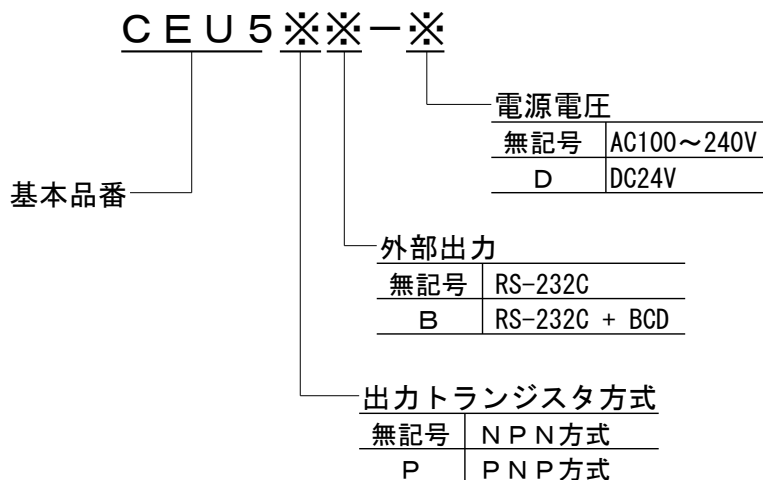 ＣＥＵ５※※－※
電源電圧
無記号 AC100～240V
Ｄ DC24V
基本品番
外部出力
無記号 RS-232C
Ｂ RS-232C + BCD
出力トランジスタ方式
無記号 ＮＰＮ方式
Ｐ ＰＮＰ方式